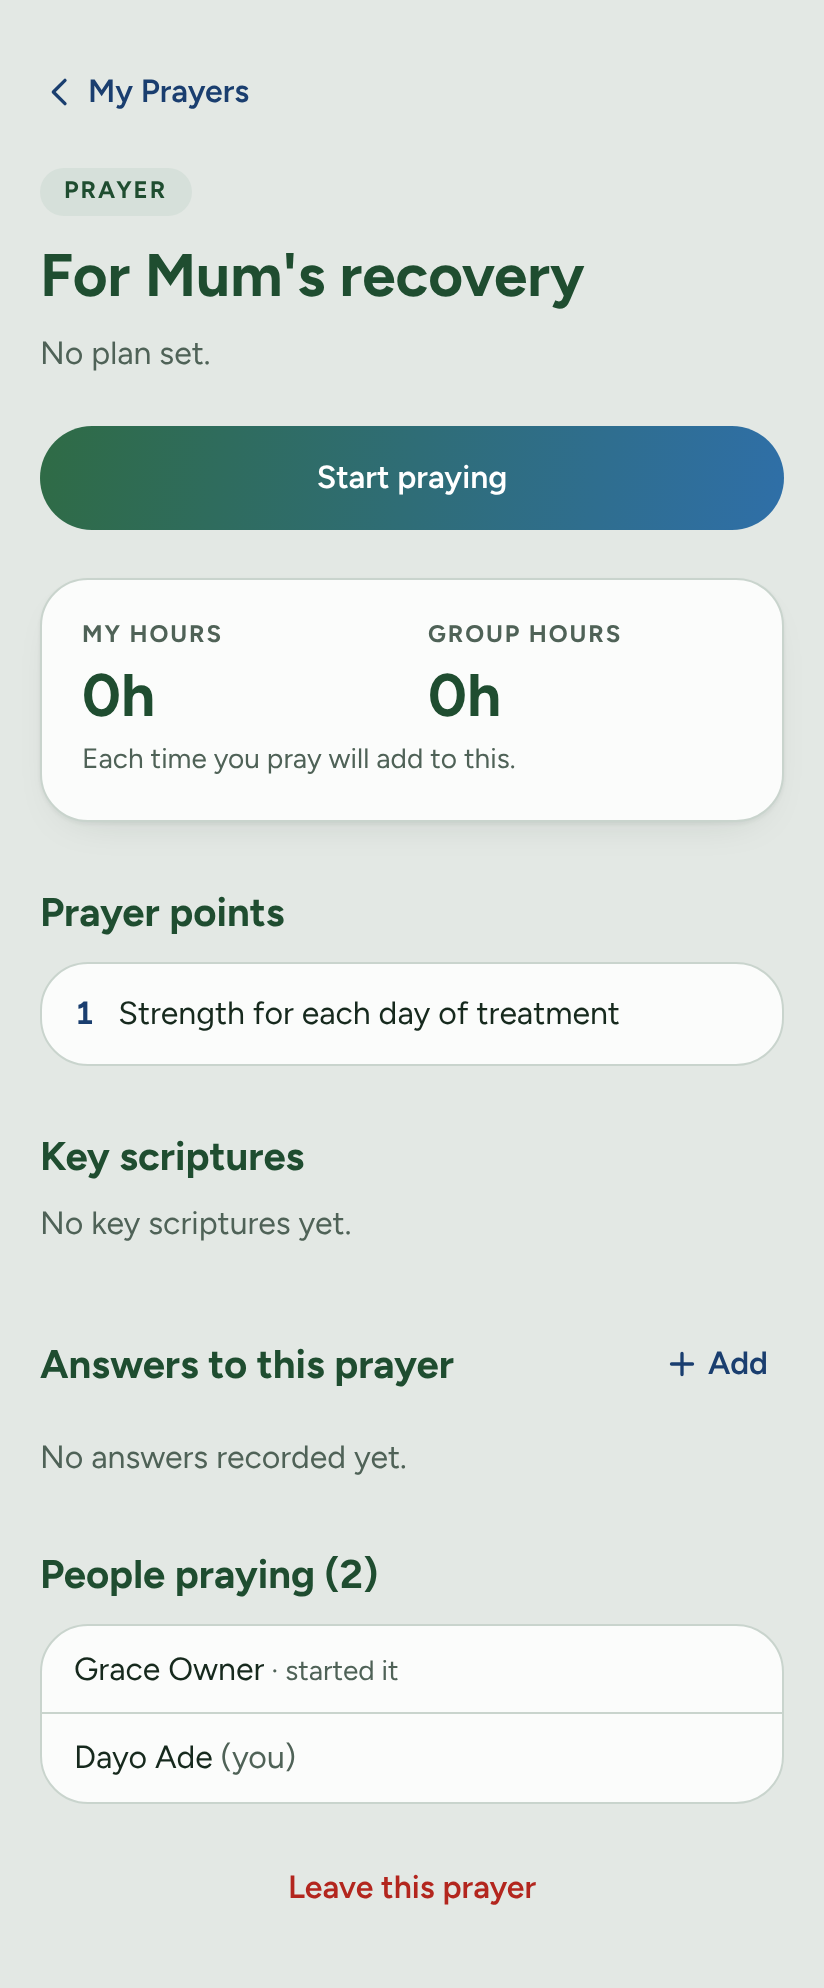 My Prayers
PRAYER
For Mum's recovery
No plan set.
Start praying
MY HOURS GROUP HOURS
0h 0h
Each time you pray will add to this.
Prayer points
1 Strength for each day of treatment
Key scriptures
No key scriptures yet.
Answers to this prayer + Add
No answers recorded yet.
People praying (2)
Grace Owner · started it
Dayo Ade (you)
Leave this prayer